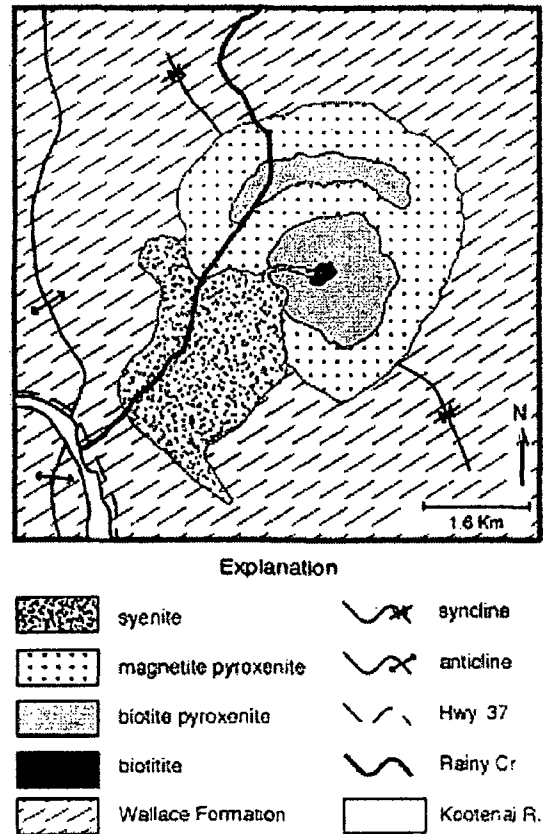 N
1.6 Km
Explanation
syenite
magnetite pyroxenite
biotite pyroxenite
biotitite
Wallace Formation
syncline
anticline
Hwy 37
Rainy Cr
Kootenai R.